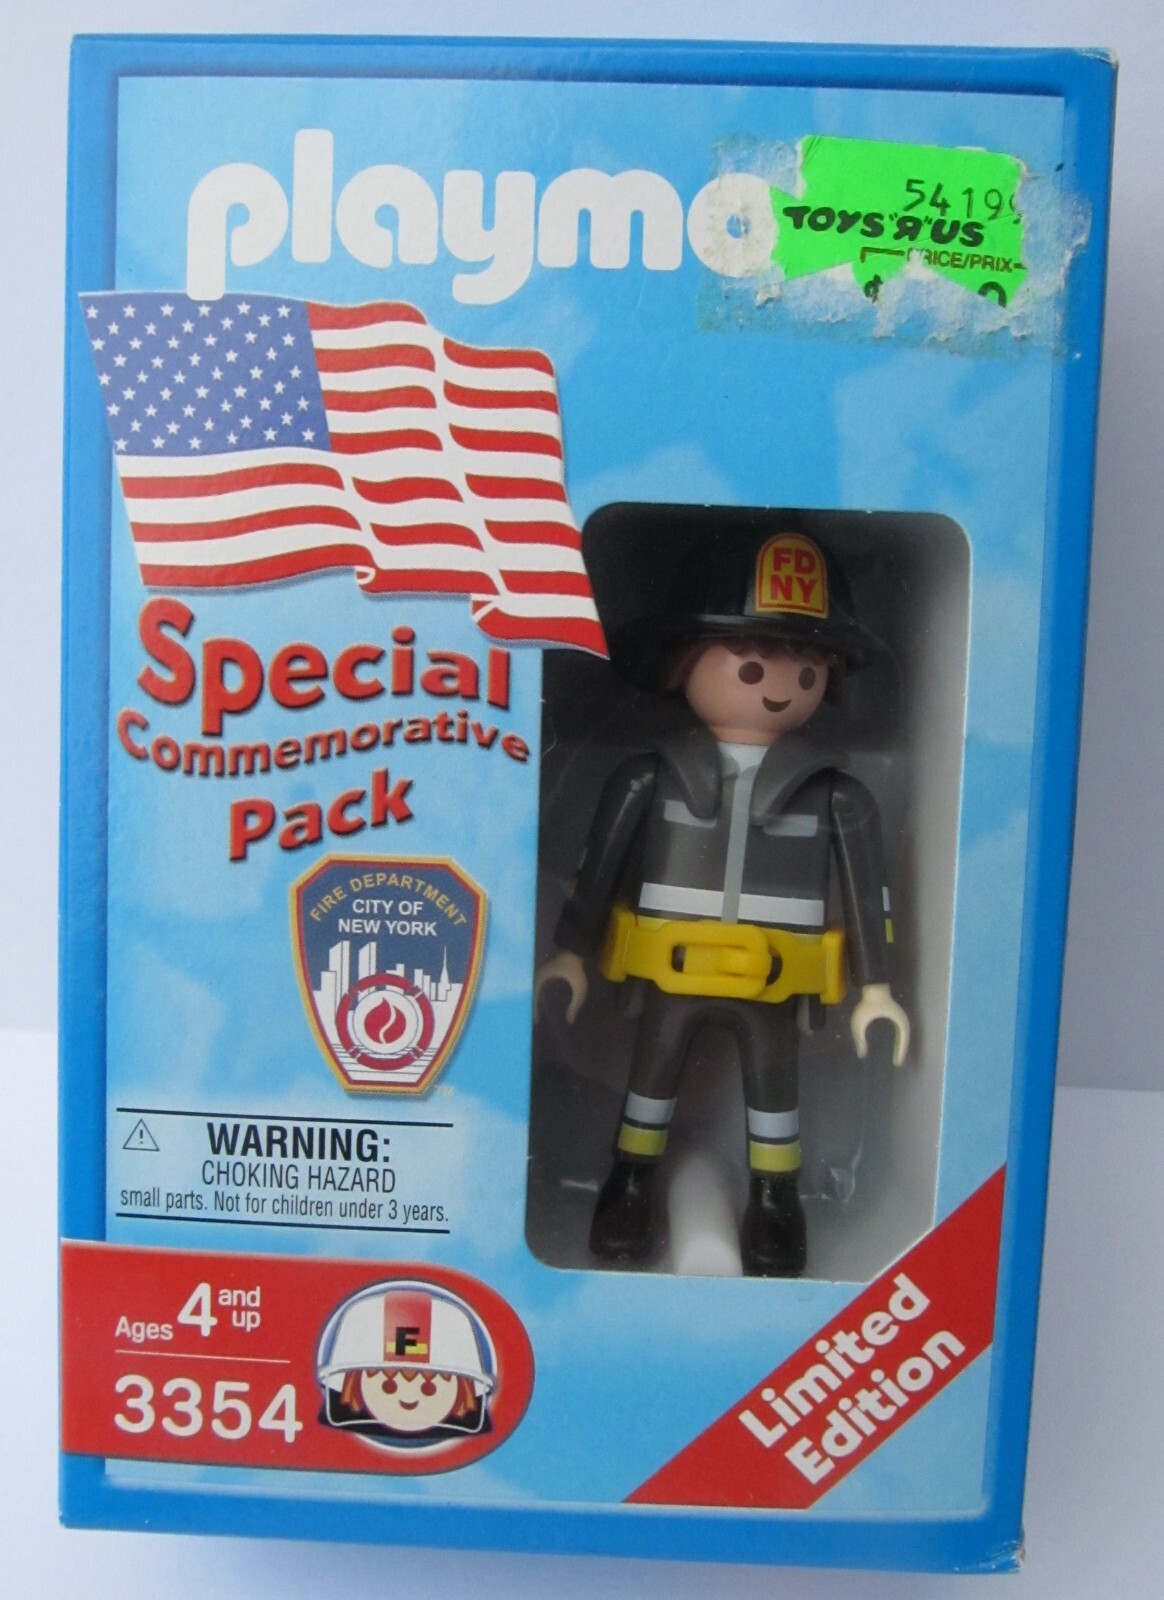 playmo
54199
TOYS "R" US
PRICE/PRIX
FD
NY
Special
Commemorative
Pack
FIRE DEPARTMENT
CITY OF
NEW YORK
WARNING:
CHOKING HAZARD
small parts. Not for children under 3 years.
Ages 4 and up
3354
F
Limited
Edition